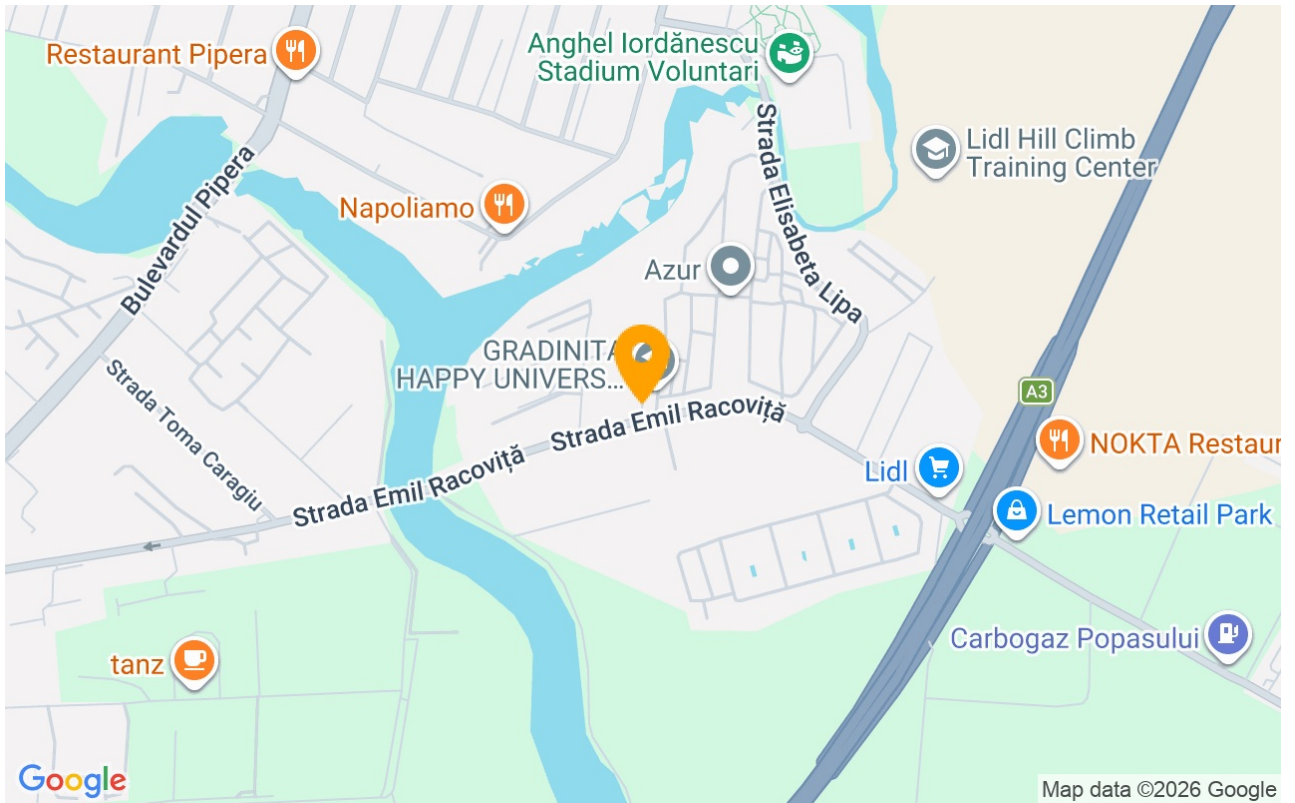 Restaurant Pipera
Anghel Iordănescu
Stadium Voluntari
Lidl Hill Climb
Training Center
Bulevardul Pipera
Strada Elisabeta Lipa
Napoliamo
Azur
GRADINITA
HAPPY UNIVERS...
A3
Strada Toma Caragiu
Strada Emil Racoviță
Strada Emil Racoviță
NOKTA Restaur
Lidl
Lemon Retail Park
Carbogaz Popasului
tanz
Google
Map data ©2026 Google